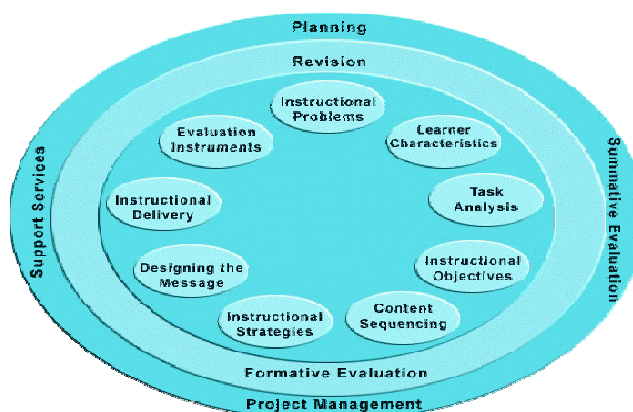 Planning
Revision
Instructional
Problems
Learner
Characteristics
Task
Analysis
Instructional
Objectives
Content
Sequencing
Instructional
Strategies
Designing the
Message
Instructional
Delivery
Evaluation
Instruments
Support Services
Summative Evaluation
Formative Evaluation
Project Management